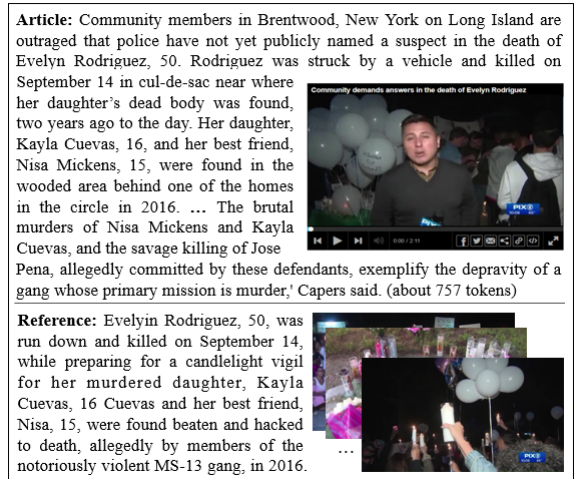 Article: Community members in Brentwood, New York on Long Island are
outraged that police have not yet publicly named a suspect in the death of
Evelyn Rodriguez, 50. Rodriguez was struck by a vehicle and killed on
September 14 in cul-de-sac near where
her daughter's dead body was found,
two years ago to the day. Her daughter,
Kayla Cuevas, 16, and her best friend,
Nisa Mickens, 15, were found in the
wooded area behind one of the homes
in the circle in 2016. ... The brutal
murders of Nisa Mickens and Kayla
Cuevas, and the savage killing of Jose
Community demands answers in the death of Evelyn Rodriguez
PIX
0:00 / 2:11
Pena, allegedly committed by these defendants, exemplify the depravity of a
gang whose primary mission is murder,' Capers said. (about 757 tokens)
Reference: Evelyin Rodriguez, 50, was
run down and killed on September 14,
while preparing for a candlelight vigil
for her murdered daughter, Kayla
Cuevas, 16 Cuevas and her best friend,
Nisa, 15, were found beaten and hacked
to death, allegedly by members of the
notoriously violent MS-13 gang, in 2016.
...
PIX